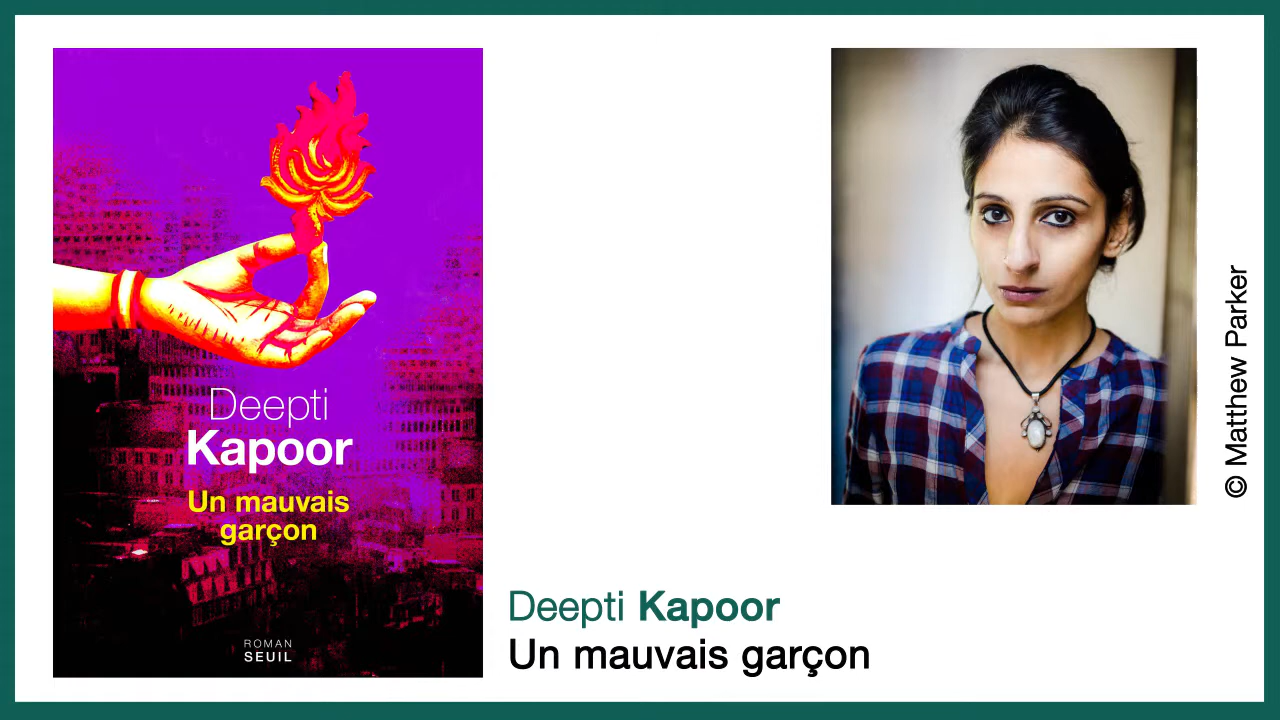 Deepti
Kapoor
Un mauvais
garçon
ROMAN
SEUIL
Deepti Kapoor
Un mauvais garçon
© Matthew Parker